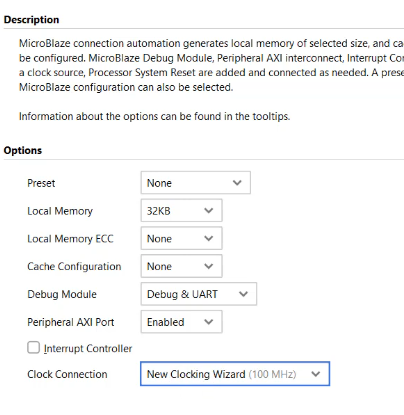 Description
MicroBlaze connection automation generates local memory of selected size, and ca
be configured. MicroBlaze Debug Module, Peripheral AXI interconnect, Interrupt Co
a clock source, Processor System Reset are added and connected as needed. A prese
MicroBlaze configuration can also be selected.
Information about the options can be found in the tooltips.
Options
Preset None
Local Memory 32KB
Local Memory ECC None
Cache Configuration None
Debug Module Debug & UART
Peripheral AXI Port Enabled
Interrupt Controller
Clock Connection New Clocking Wizard (100 MHz)